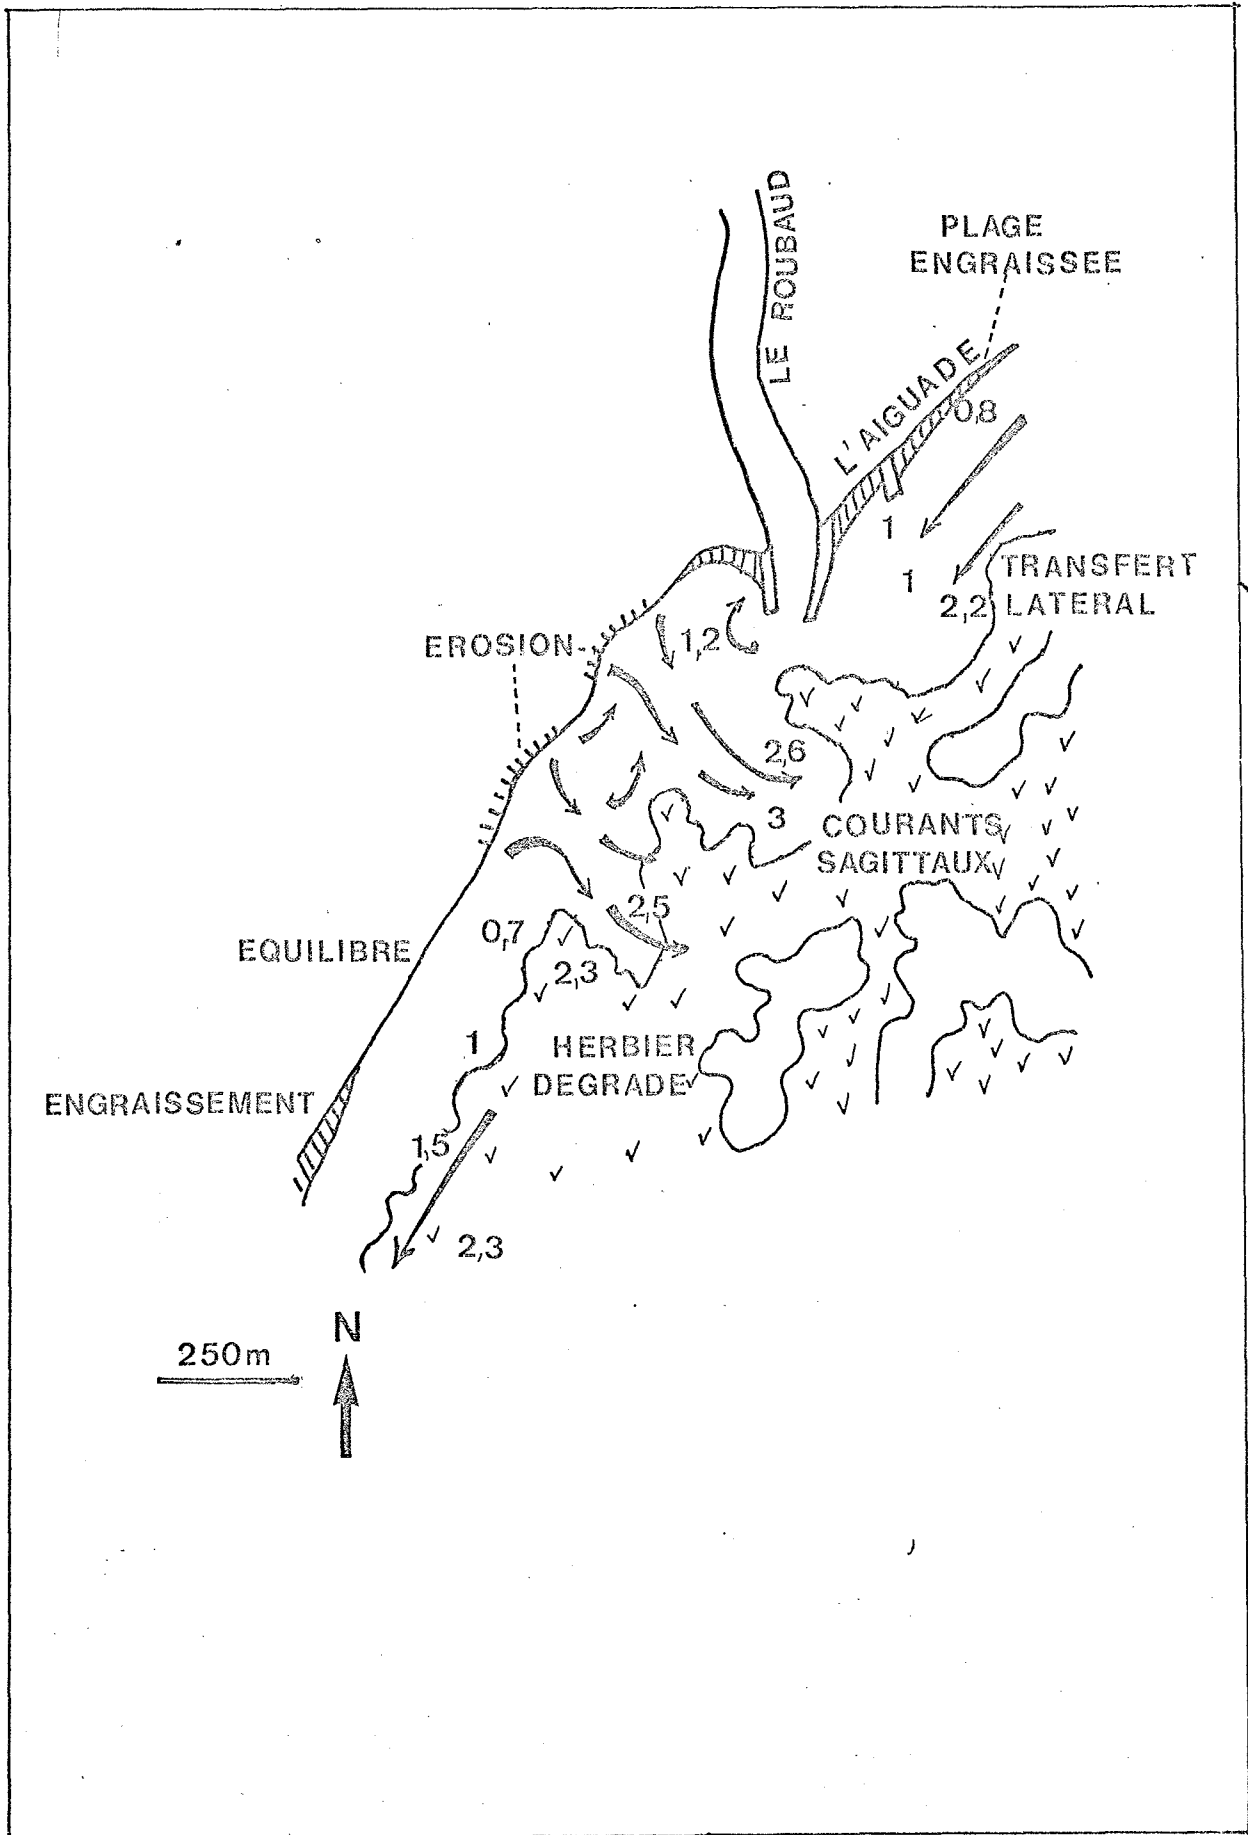 LE ROUBAUD
PLAGE
ENGRAISSEE
L'AIGUADE
0,8
1
1
TRANSFERT
2,2 LATERAL
EROSION
1,2
2,6
3
COURANTS
SAGITTAUX
2,5
0,7
EQUILIBRE
2,3
1
HERBIER
DEGRADE
ENGRAISSEMENT
1,5
2,3
N
250m